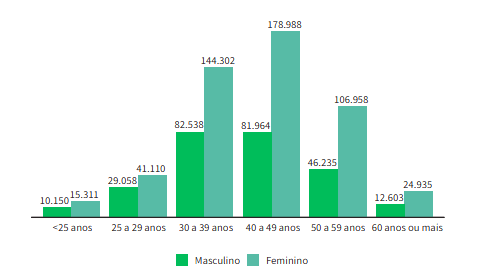 178.988
144.302
106.958
82.538
81.964
46.235
41.110
29.058
24.935
10.150
15.311
12.603
<25 anos
25 a 29 anos
30 a 39 anos
40 a 49 anos
50 a 59 anos
60 anos ou mais
Masculino
Feminino